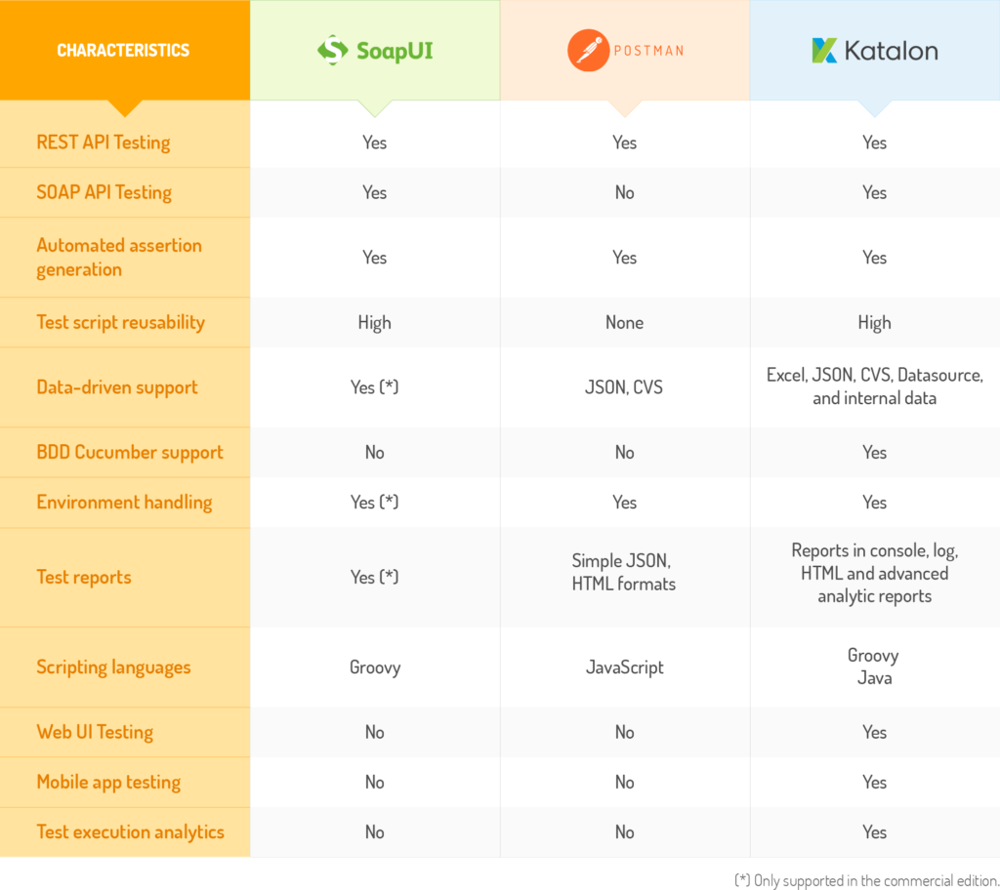 CHARACTERISTICS SoapUI POSTMAN Katalon
REST API Testing Yes Yes Yes
SOAP API Testing Yes No Yes
Automated assertion
generation Yes Yes Yes
Test script reusability High None High
Data-driven support Yes (*) JSON, CVS Excel, JSON, CVS, Datasource,
and internal data
BDD Cucumber support No No Yes
Environment handling Yes (*) Yes Yes
Test reports Yes (*) Simple JSON,
HTML formats
Reports in console, log,
HTML and advanced
analytic reports
Scripting languages Groovy JavaScript Groovy
Java
Web UI Testing No No Yes
Mobile app testing No No Yes
Test execution analytics No No Yes
(*) Only supported in the commercial edition.